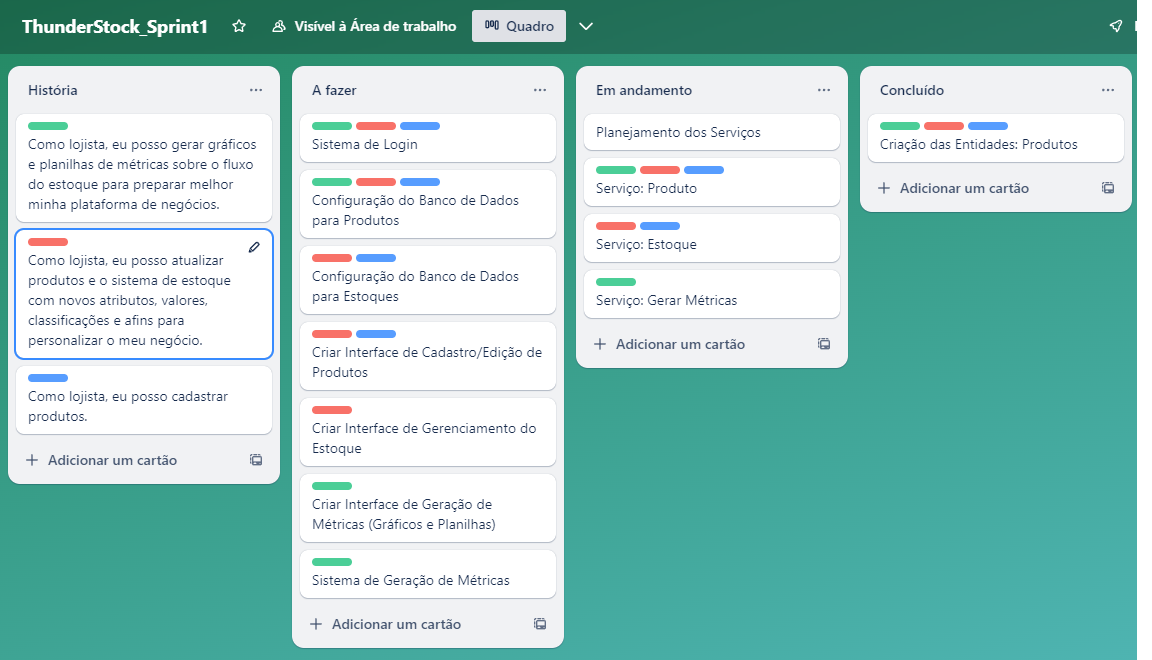 ThunderStock_Sprint1
Visível à Área de trabalho
Quadro
História
Como lojista, eu posso gerar gráficos
e planilhas de métricas sobre o fluxo
do estoque para preparar melhor
minha plataforma de negócios.
Como lojista, eu posso atualizar
produtos e o sistema de estoque
com novos atributos, valores,
classificações e afins para
personalizar o meu negócio.
Como lojista, eu posso cadastrar
produtos.
Adicionar um cartão
A fazer
Sistema de Login
Configuração do Banco de Dados
para Produtos
Configuração do Banco de Dados
para Estoques
Criar Interface de Cadastro/Edição de
Produtos
Criar Interface de Gerenciamento do
Estoque
Criar Interface de Geração de
Métricas (Gráficos e Planilhas)
Sistema de Geração de Métricas
Adicionar um cartão
Em andamento
Planejamento dos Serviços
Serviço: Produto
Serviço: Estoque
Serviço: Gerar Métricas
Adicionar um cartão
Concluído
Criação das Entidades: Produtos
Adicionar um cartão